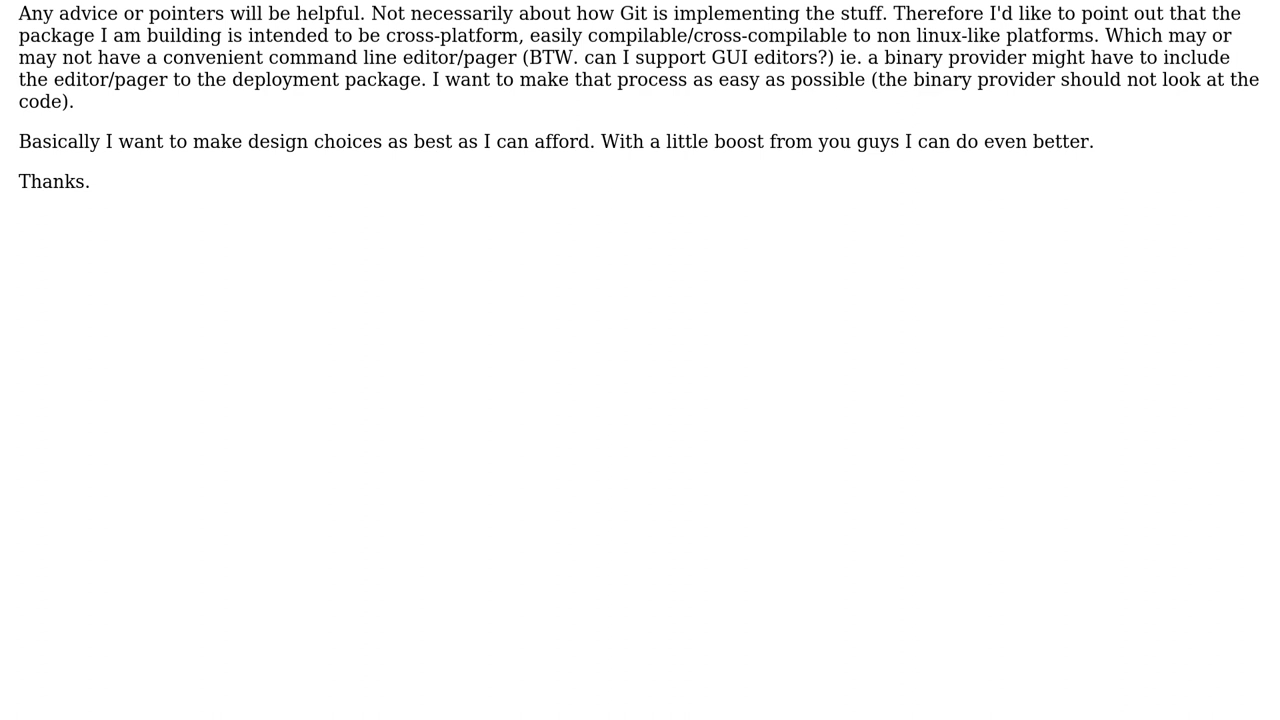 Any advice or pointers will be helpful. Not necessarily about how Git is implementing the stuff. Therefore I'd like to point out that the
package I am building is intended to be cross-platform, easily compilable/cross-compilable to non linux-like platforms. Which may or
may not have a convenient command line editor/pager (BTW. can I support GUI editors?) ie. a binary provider might have to include
the editor/pager to the deployment package. I want to make that process as easy as possible (the binary provider should not look at the
code).
Basically I want to make design choices as best as I can afford. With a little boost from you guys I can do even better.
Thanks.